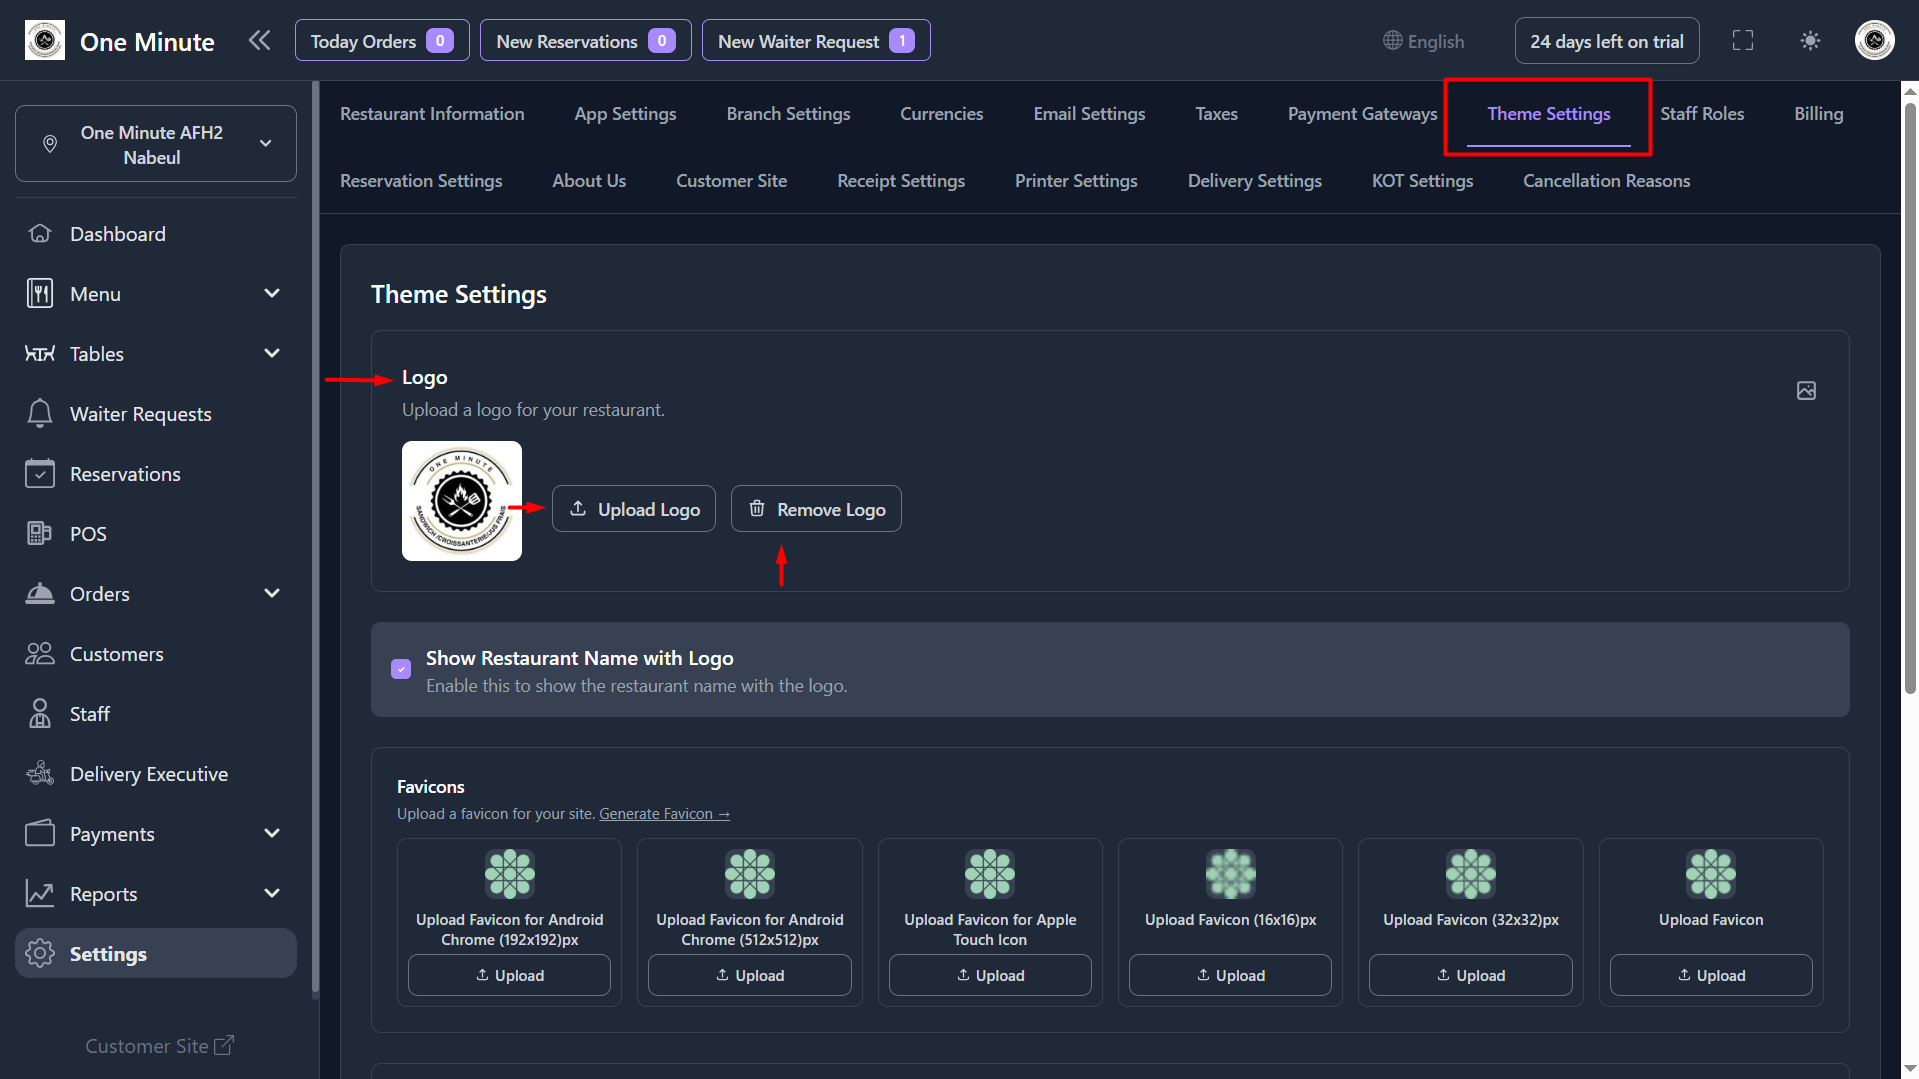 One Minute
Today Orders 0
New Reservations 0
New Waiter Request 1
English
24 days left on trial
One Minute AFH2
Nabeul
Dashboard
Menu
Tables
Waiter Requests
Reservations
POS
Orders
Customers
Staff
Delivery Executive
Payments
Reports
Settings
Customer Site
Restaurant Information App Settings Branch Settings Currencies Email Settings Taxes Payment Gateways Theme Settings Staff Roles Billing
Reservation Settings About Us Customer Site Receipt Settings Printer Settings Delivery Settings KOT Settings Cancellation Reasons
Theme Settings
Logo
Upload a logo for your restaurant.
ONE MINUTE
SANDWICH/CROISSANTERIE/JUS FRAIS
Upload Logo
Remove Logo
Show Restaurant Name with Logo
Enable this to show the restaurant name with the logo.
Favicons
Upload a favicon for your site. Generate Favicon →
Upload Favicon for Android
Chrome (192x192)px
Upload
Upload Favicon for Android
Chrome (512x512)px
Upload
Upload Favicon for Apple
Touch Icon
Upload
Upload Favicon (16x16)px
Upload
Upload Favicon (32x32)px
Upload
Upload Favicon
Upload